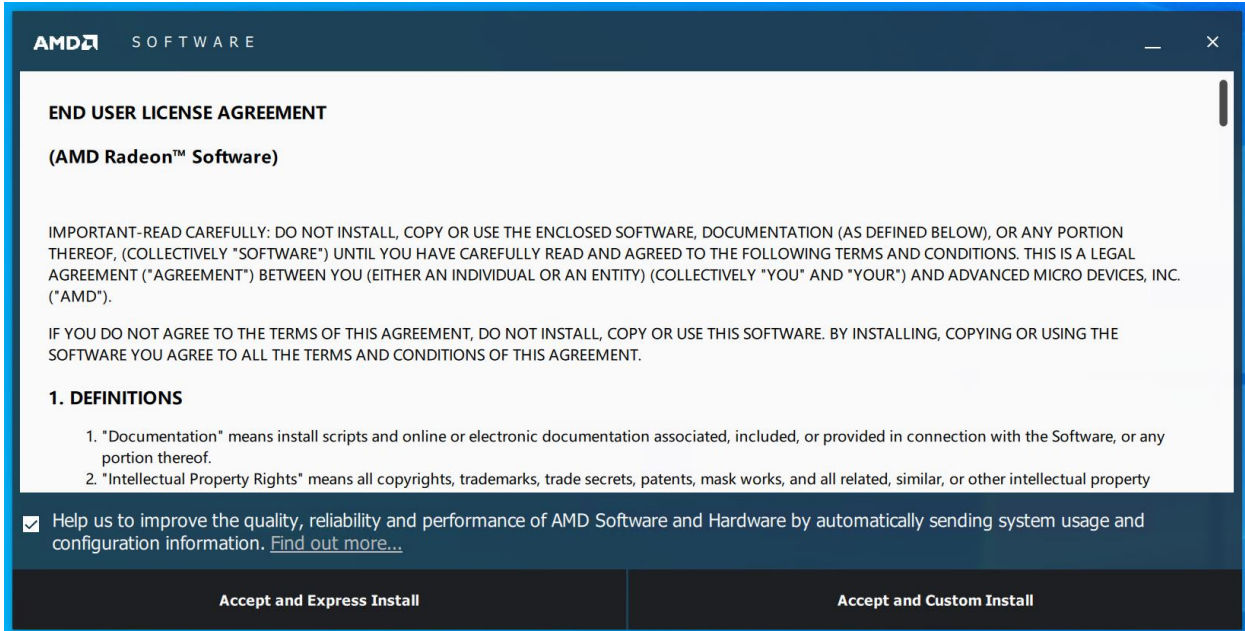 AMD SOFTWARE
END USER LICENSE AGREEMENT
(AMD Radeon™ Software)
IMPORTANT-READ CAREFULLY: DO NOT INSTALL, COPY OR USE THE ENCLOSED SOFTWARE, DOCUMENTATION (AS DEFINED BELOW), OR ANY PORTION
THEREOF, (COLLECTIVELY "SOFTWARE") UNTIL YOU HAVE CAREFULLY READ AND AGREED TO THE FOLLOWING TERMS AND CONDITIONS. THIS IS A LEGAL
AGREEMENT ("AGREEMENT") BETWEEN YOU (EITHER AN INDIVIDUAL OR AN ENTITY) (COLLECTIVELY "YOU" AND "YOUR") AND ADVANCED MICRO DEVICES, INC.
("AMD").
IF YOU DO NOT AGREE TO THE TERMS OF THIS AGREEMENT, DO NOT INSTALL, COPY OR USE THIS SOFTWARE. BY INSTALLING, COPYING OR USING THE
SOFTWARE YOU AGREE TO ALL THE TERMS AND CONDITIONS OF THIS AGREEMENT.
1. DEFINITIONS
1. "Documentation" means install scripts and online or electronic documentation associated, included, or provided in connection with the Software, or any
portion thereof.
2. "Intellectual Property Rights" means all copyrights, trademarks, trade secrets, patents, mask works, and all related, similar, or other intellectual property
Help us to improve the quality, reliability and performance of AMD Software and Hardware by automatically sending system usage and
configuration information. Find out more...
Accept and Express Install
Accept and Custom Install